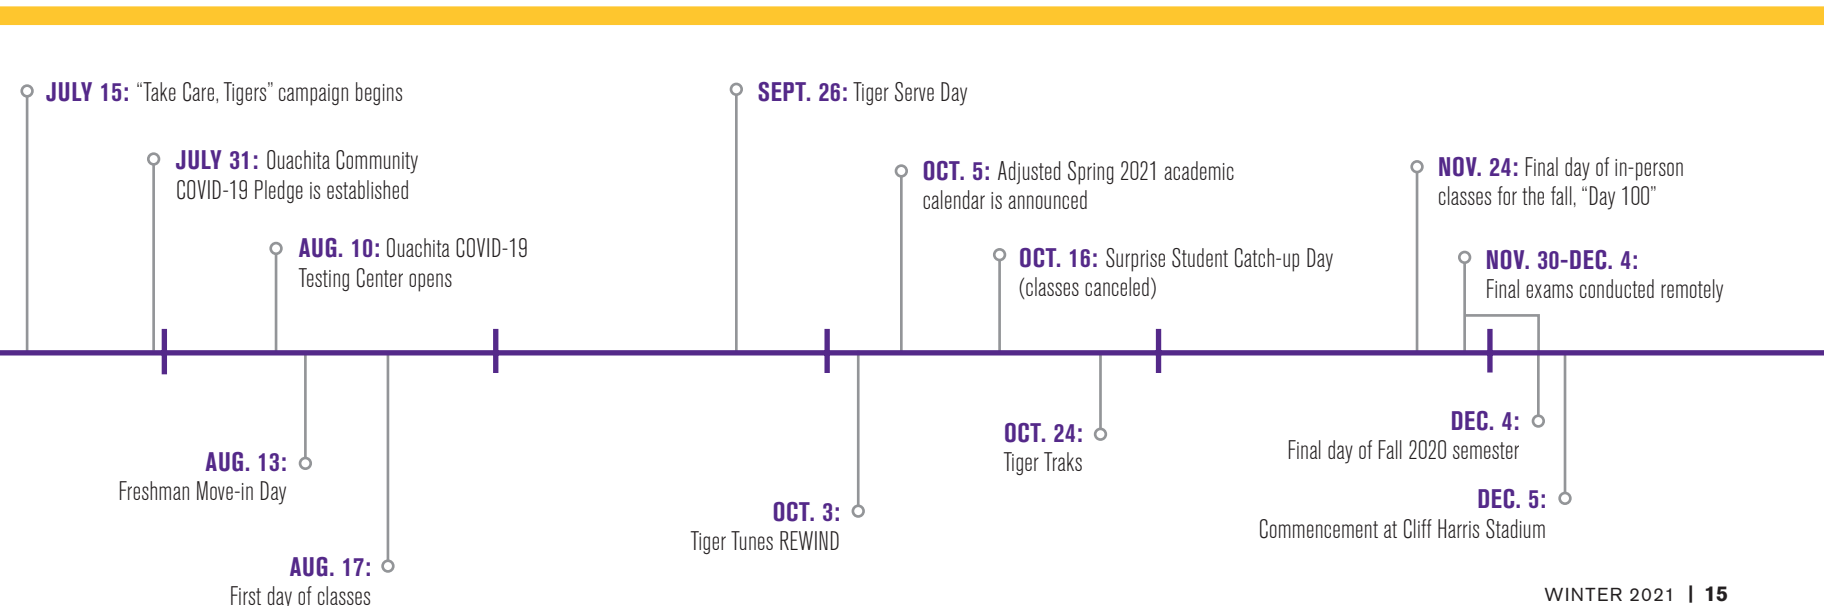 JULY 15: “Take Care, Tigers” campaign begins
JULY 31: Ouachita Community
COVID-19 Pledge is established
AUG. 10: Ouachita COVID-19
Testing Center opens
SEPT. 26: Tiger Serve Day
OCT. 5: Adjusted Spring 2021 academic
calendar is announced
OCT. 16: Surprise Student Catch-up Day
(classes canceled)
NOV. 24: Final day of in-person
classes for the fall, “Day 100”
NOV. 30-DEC. 4:
Final exams conducted remotely
AUG. 13:
Freshman Move-in Day
AUG. 17:
First day of classes
OCT. 3:
Tiger Tunes REWIND
OCT. 24:
Tiger Traks
DEC. 4:
Final day of Fall 2020 semester
DEC. 5:
Commencement at Cliff Harris Stadium
WINTER 2021 | 15